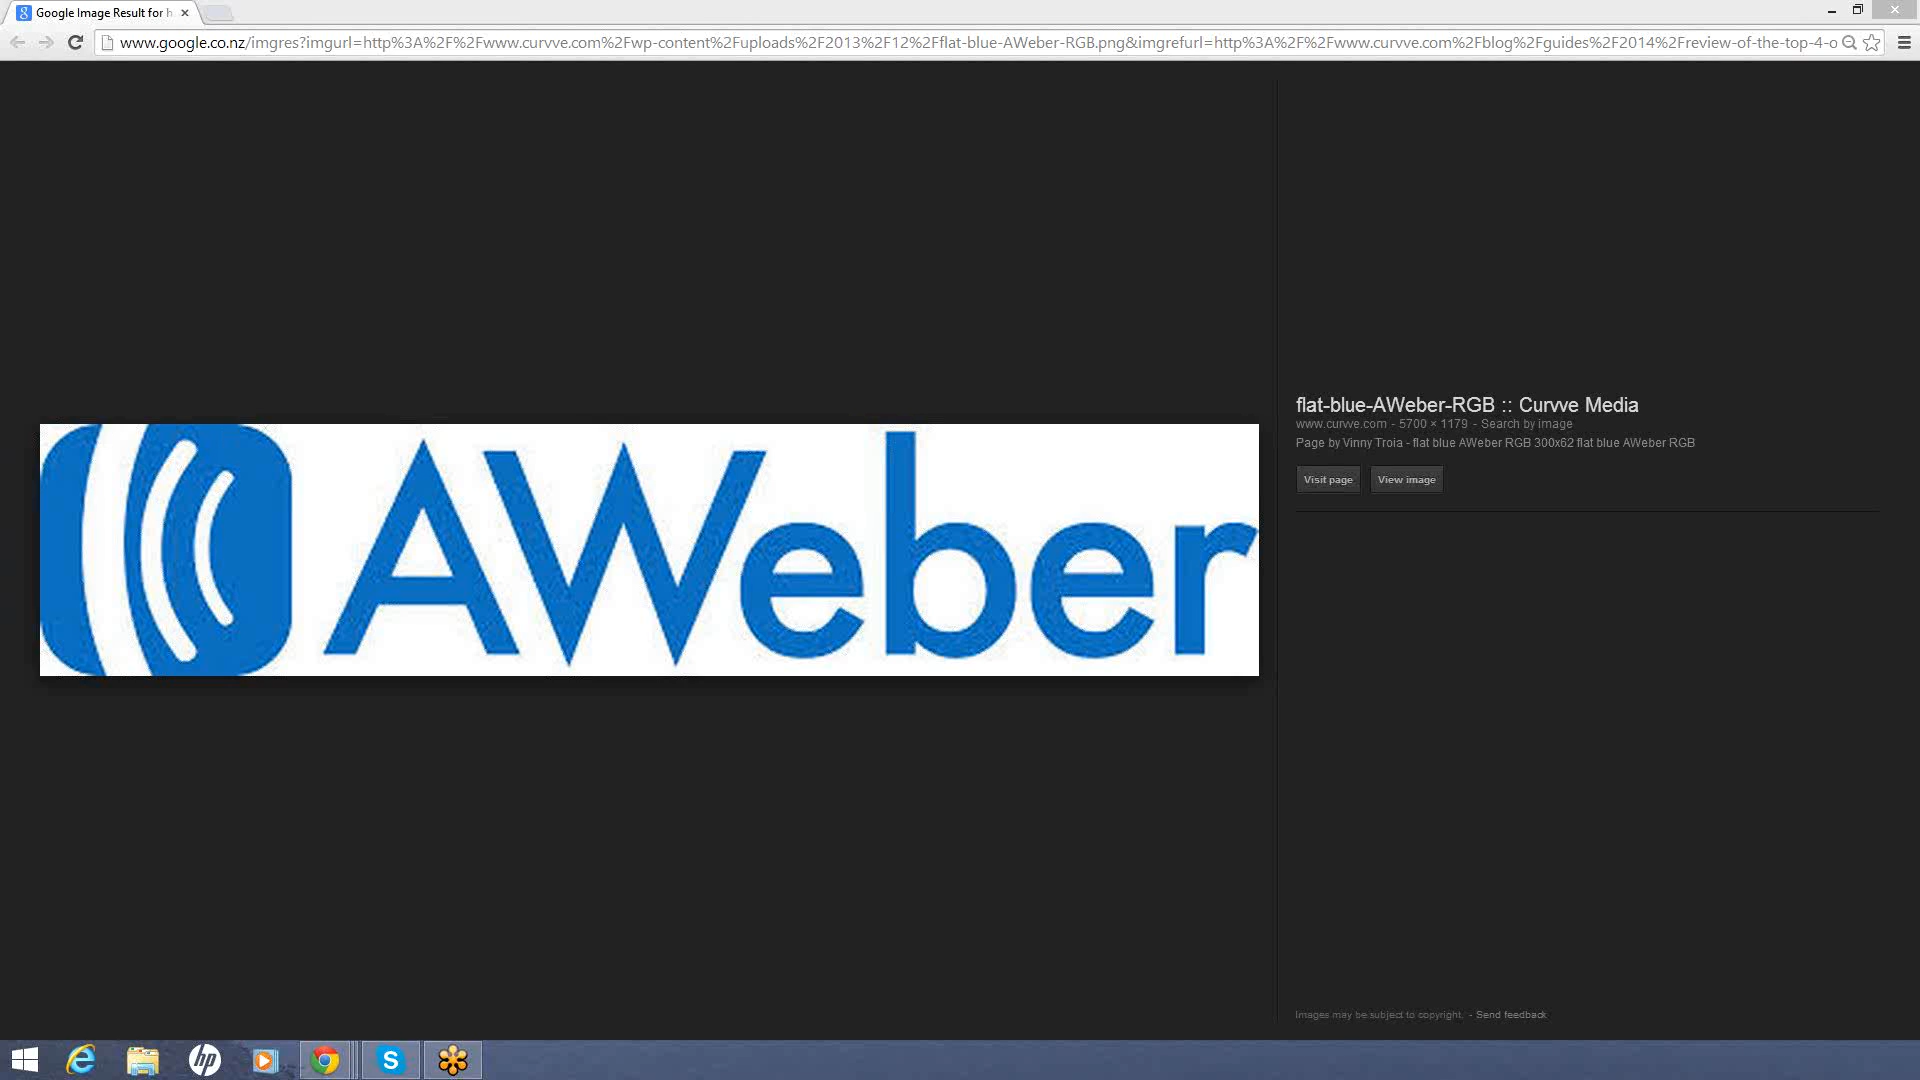 Google Image Result for h
www.google.co.nz/imgres?imgurl=http%3A%2F%2Fwww.curvve.com%2Fwp-content%2Fuploads%2F2013%2F12%2Fflat-blue-AWeber-RGB.png&imgrefurl=http%3A%2F%2Fwww.curvve.com%2Fblog%2Fguides%2F2014%2Freview-of-the-top-4-o
AWeber
flat-blue-AWeber-RGB :: Curvve Media
www.curvve.com - 5700 × 1179 - Search by image
Page by Vinny Troia - flat blue AWeber RGB 300x62 flat blue AWeber RGB
Visit page View image
Images may be subject to copyright. - Send feedback
hp
S